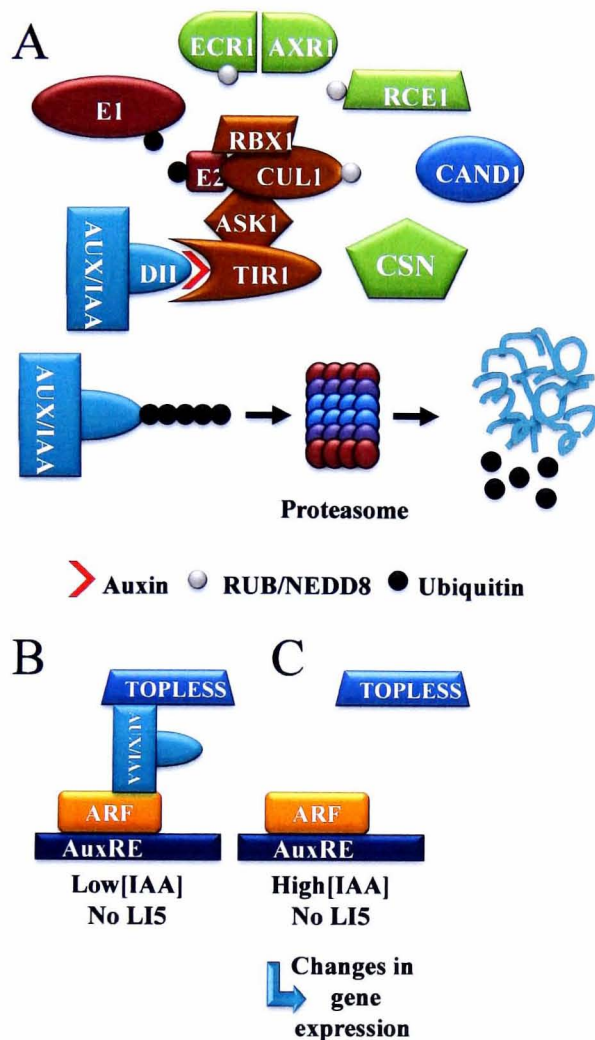 A
ECR1 AXR1
RCE1
E1
RBX1
E2
CUL1
CAND1
ASK1
AUX/IAA
DII
TIR1
CSN
AUX/IAA
Proteasome
Auxin RUB/NEDD8 Ubiquitin
B
TOPLESS
AUX/IAA
ARF
AuxRE
Low[IAA]
No LI5
C
TOPLESS
ARF
AuxRE
High[IAA]
No LI5
Changes in
gene
expression